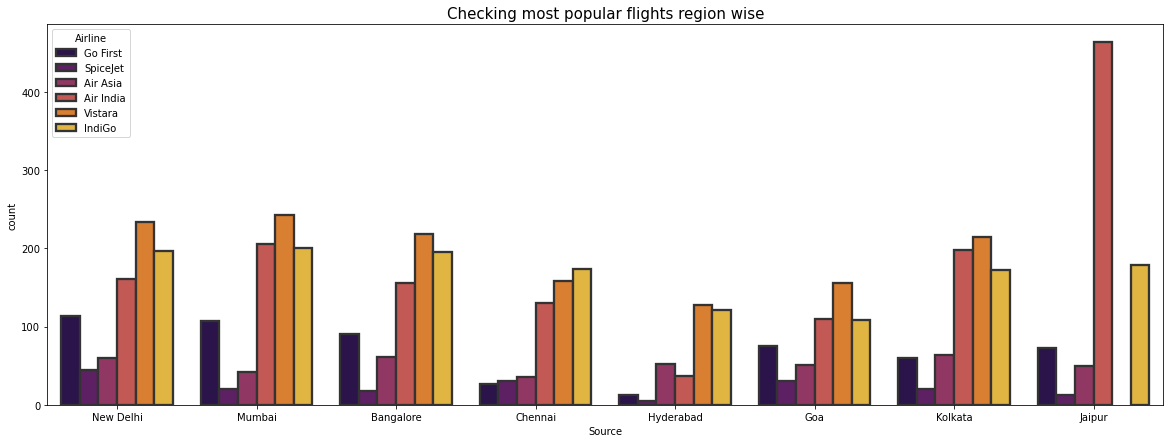 Checking most popular flights region wise
Airline
Go First
SpiceJet
Air Asia
Air India
Vistara
IndiGo
count
400
300
200
100
0
New Delhi Mumbai Bangalore Chennai Hyderabad Goa Kolkata Jaipur
Source